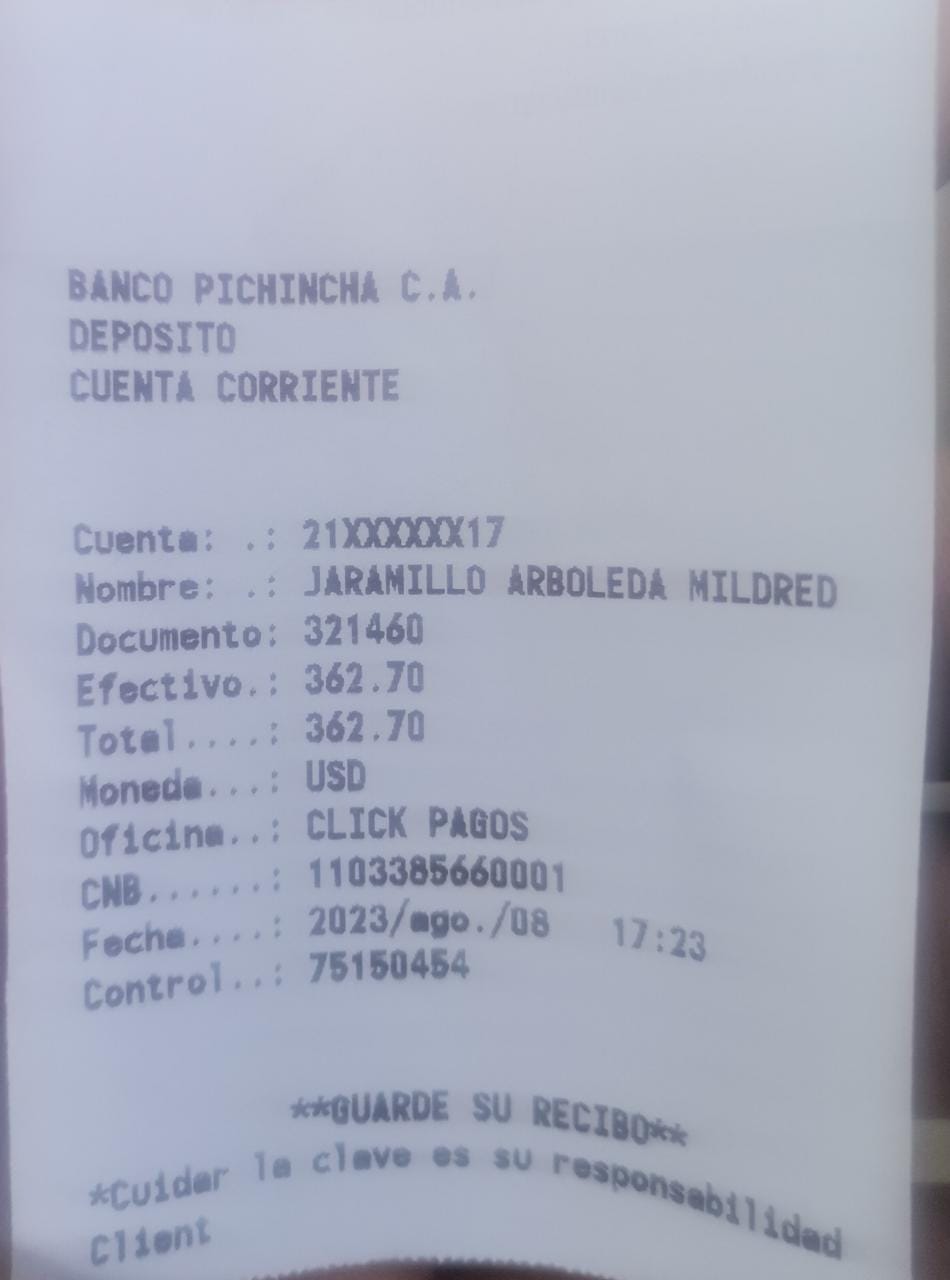 BANCO PICHINCHA C.A.
DEPOSITO
CUENTA CORRIENTE
Cuenta: .: 21XXXXXX17
Nombre: .: JARAMILLO ARBOLEDA MILDRED
Documento: 321460
Efectivo.: 362.70
Total....: 362.70
Moneda...: USD
Oficina..: CLICK PAGOS
CNB......: 1103385660001
Fecha....: 2023/ago./08 17:23
Control..: 75150454
**GUARDE SU RECIBO**
*Cuidar la clave es su responsabilidad
Client